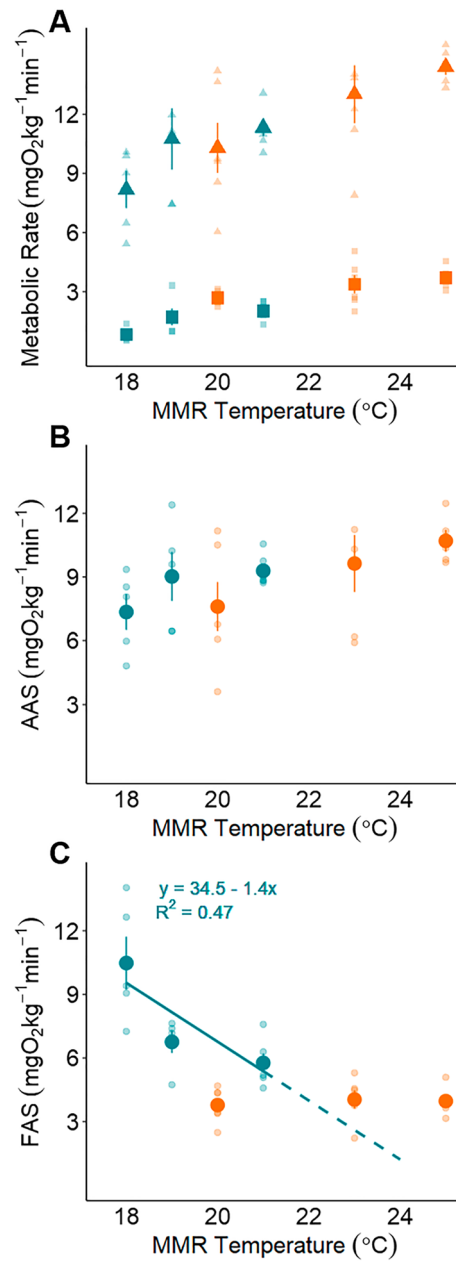 A
Metabolic Rate (mgO₂kg⁻¹min⁻¹)
12
9
6
3
18 20 22 24
MMR Temperature (°C)
B
AAS (mgO₂kg⁻¹min⁻¹)
12
9
6
3
18 20 22 24
MMR Temperature (°C)
C
FAS (mgO₂kg⁻¹min⁻¹)
y = 34.5 - 1.4x
R² = 0.47
12
9
6
3
18 20 22 24
MMR Temperature (°C)